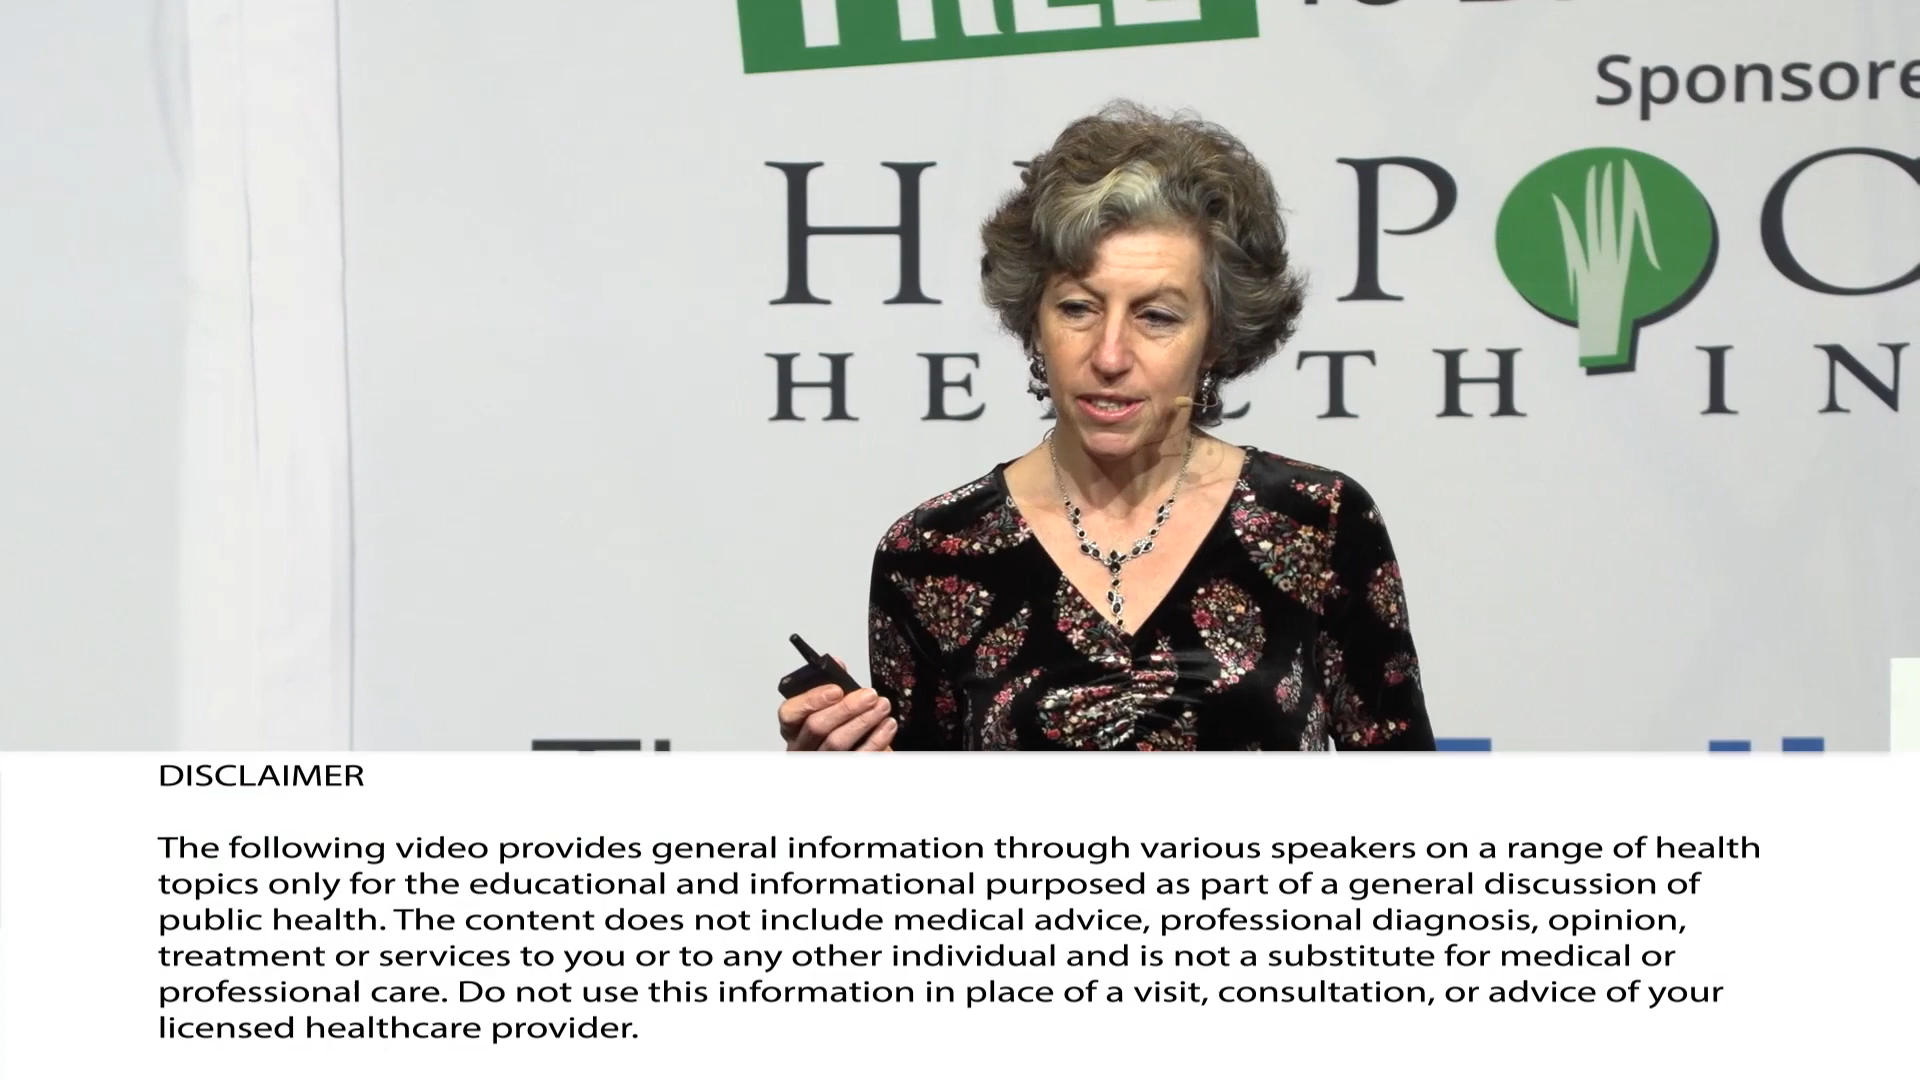 FREE
Sponsore
H P C
HE LTH IN
DISCLAIMER
The following video provides general information through various speakers on a range of health
topics only for the educational and informational purposed as part of a general discussion of
public health. The content does not include medical advice, professional diagnosis, opinion,
treatment or services to you or to any other individual and is not a substitute for medical or
professional care. Do not use this information in place of a visit, consultation, or advice of your
licensed healthcare provider.